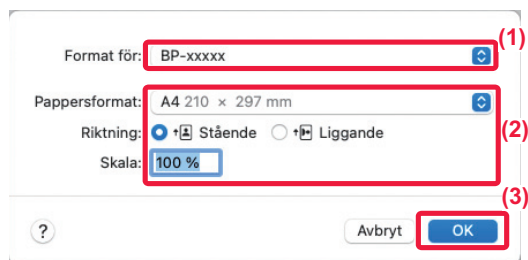 (1)
Format för: BP-xxxxx
Pappersformat: A4 210 × 297 mm
Riktning: Stående Liggande
(2)
Skala: 100 %
(3)
? Avbryt OK